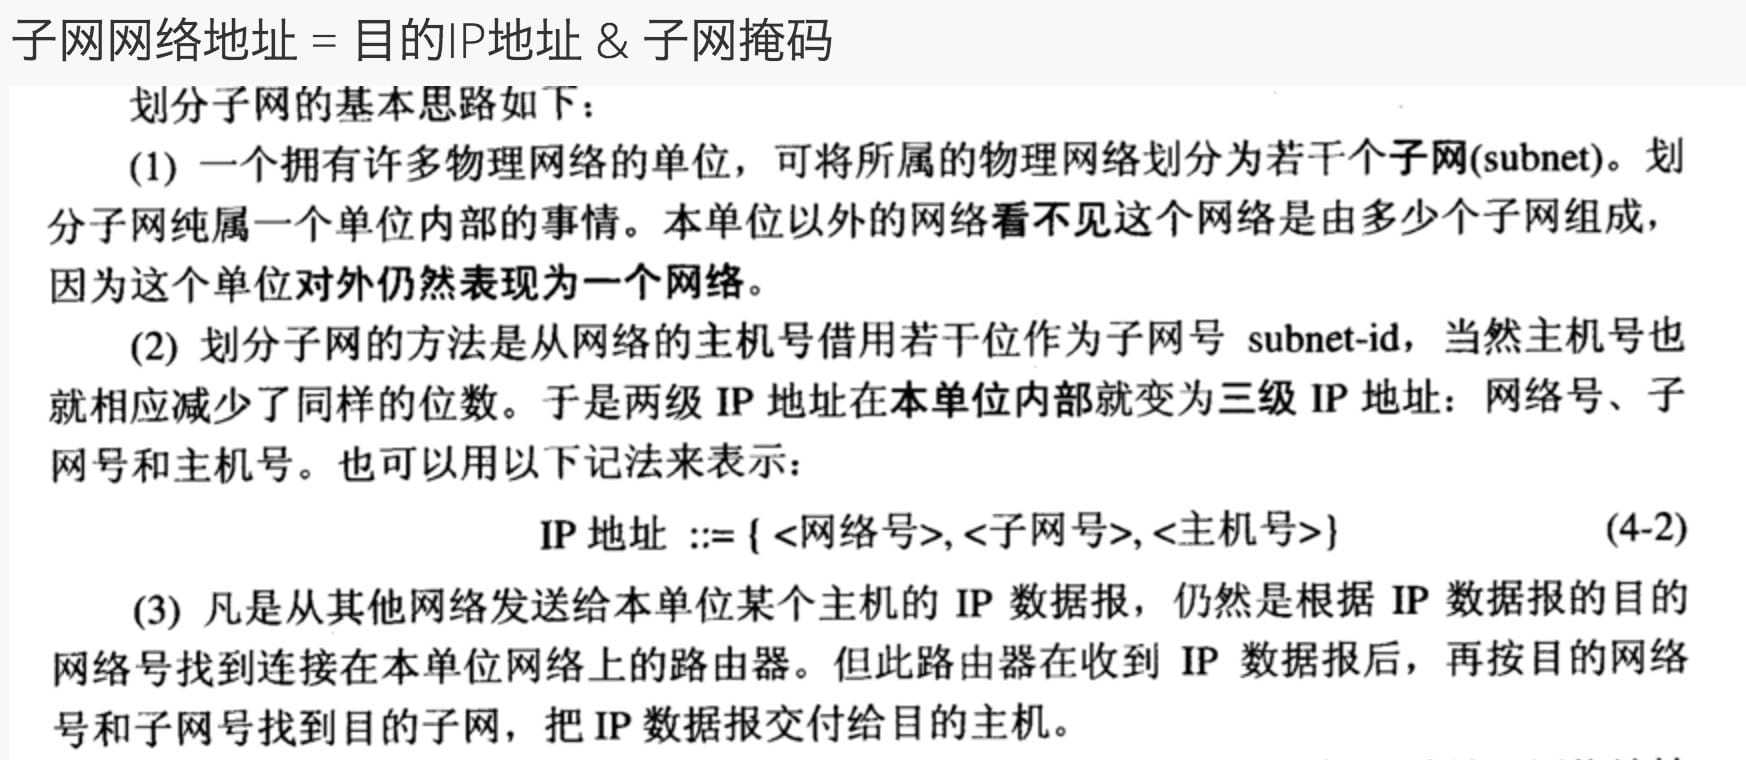 子网网络地址 = 目的IP地址 & 子网掩码
划分子网的基本思路如下：
(1) 一个拥有许多物理网络的单位，可将所属的物理网络划分为若干个子网(subnet)。划
分子网纯属一个单位内部的事情。本单位以外的网络看不见这个网络是由多少个子网组成，
因为这个单位对外仍然表现为一个网络。
(2) 划分子网的方法是从网络的主机号借用若干位作为子网号 subnet-id，当然主机号也
就相应减少了同样的位数。于是两级 IP 地址在本单位内部就变为三级 IP 地址：网络号、子
网号和主机号。也可以用以下记法来表示：
IP 地址 ::= { <网络号>, <子网号>, <主机号>} (4-2)
(3) 凡是从其他网络发送给本单位某个主机的 IP 数据报，仍然是根据 IP 数据报的目的
网络号找到连接在本单位网络上的路由器。但此路由器在收到 IP 数据报后，再按目的网络
号和子网号找到目的子网，把 IP 数据报交付给目的主机。